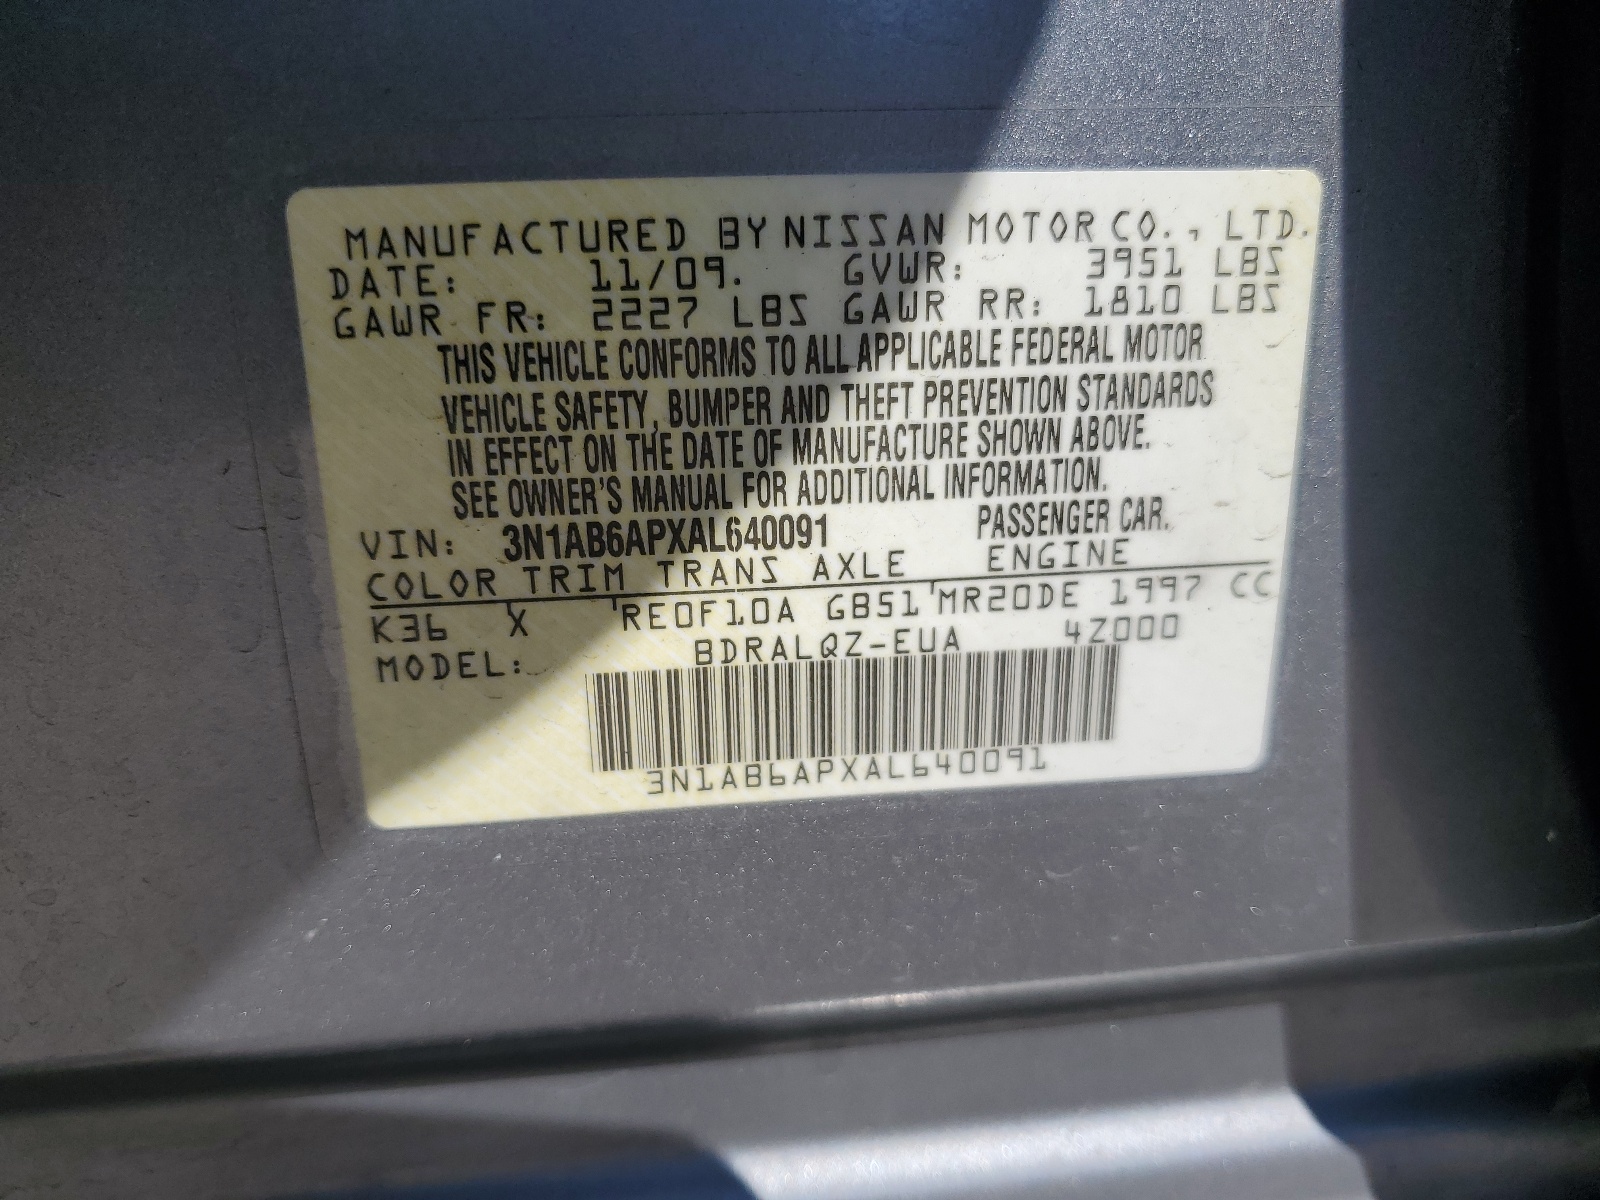 MANUFACTURED BY NISSAN MOTOR CO., LTD.
DATE: 11/09. GVWR: 3951 LBS
GAWR FR: 2227 LBS GAWR RR: 1810 LBS
THIS VEHICLE CONFORMS TO ALL APPLICABLE FEDERAL MOTOR
VEHICLE SAFETY, BUMPER AND THEFT PREVENTION STANDARDS
IN EFFECT ON THE DATE OF MANUFACTURE SHOWN ABOVE.
SEE OWNER'S MANUAL FOR ADDITIONAL INFORMATION.
VIN: 3N1AB6APXAL640091 PASSENGER CAR.
COLOR TRIM TRANS AXLE ENGINE
K36 X 'RE0F10A GB51'MR20DE 1997 CC
MODEL: BDRALQZ-EUA 4Z000
3N1AB6APXAL640091